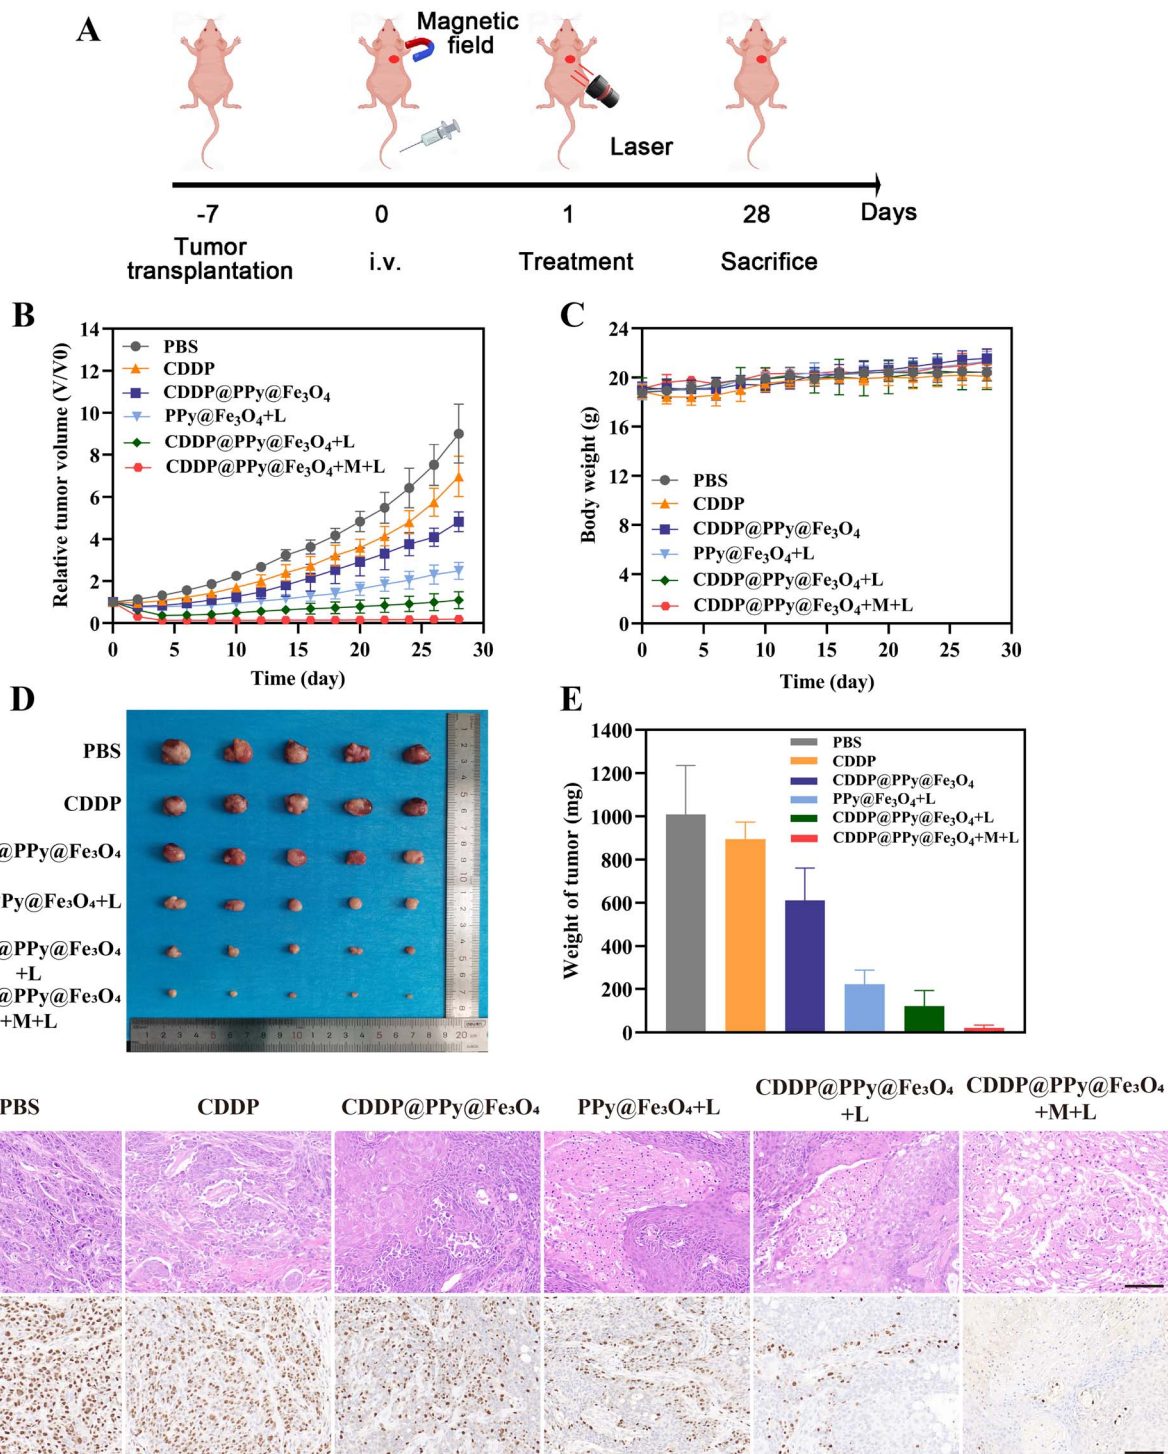 A
Magnetic
field
Laser
-7
0
1
28
Days
Tumor
transplantation
i.v.
Treatment
Sacrifice
B
Relative tumor volume (V/V0)
14
12
10
8
6
4
2
0
PBS
CDDP
CDDP@PPy@Fe₃O₄
PPy@Fe₃O₄+L
CDDP@PPy@Fe₃O₄+L
CDDP@PPy@Fe₃O₄+M+L
0 5 10 15 20 25 30
Time (day)
C
Body weight (g)
24
20
16
12
8
4
0
PBS
CDDP
CDDP@PPy@Fe₃O₄
PPy@Fe₃O₄+L
CDDP@PPy@Fe₃O₄+L
CDDP@PPy@Fe₃O₄+M+L
0 5 10 15 20 25 30
Time (day)
D
PBS
CDDP
@PPy@Fe₃O₄
Py@Fe₃O₄+L
@PPy@Fe₃O₄
+L
@PPy@Fe₃O₄
+M+L
E
Weight of tumor (mg)
1400
1200
1000
800
600
400
200
0
PBS
CDDP
CDDP@PPy@Fe₃O₄
PPy@Fe₃O₄+L
CDDP@PPy@Fe₃O₄+L
CDDP@PPy@Fe₃O₄+M+L
PBS
CDDP
CDDP@PPy@Fe₃O₄
PPy@Fe₃O₄+L
CDDP@PPy@Fe₃O₄
+L
CDDP@PPy@Fe₃O₄
+M+L